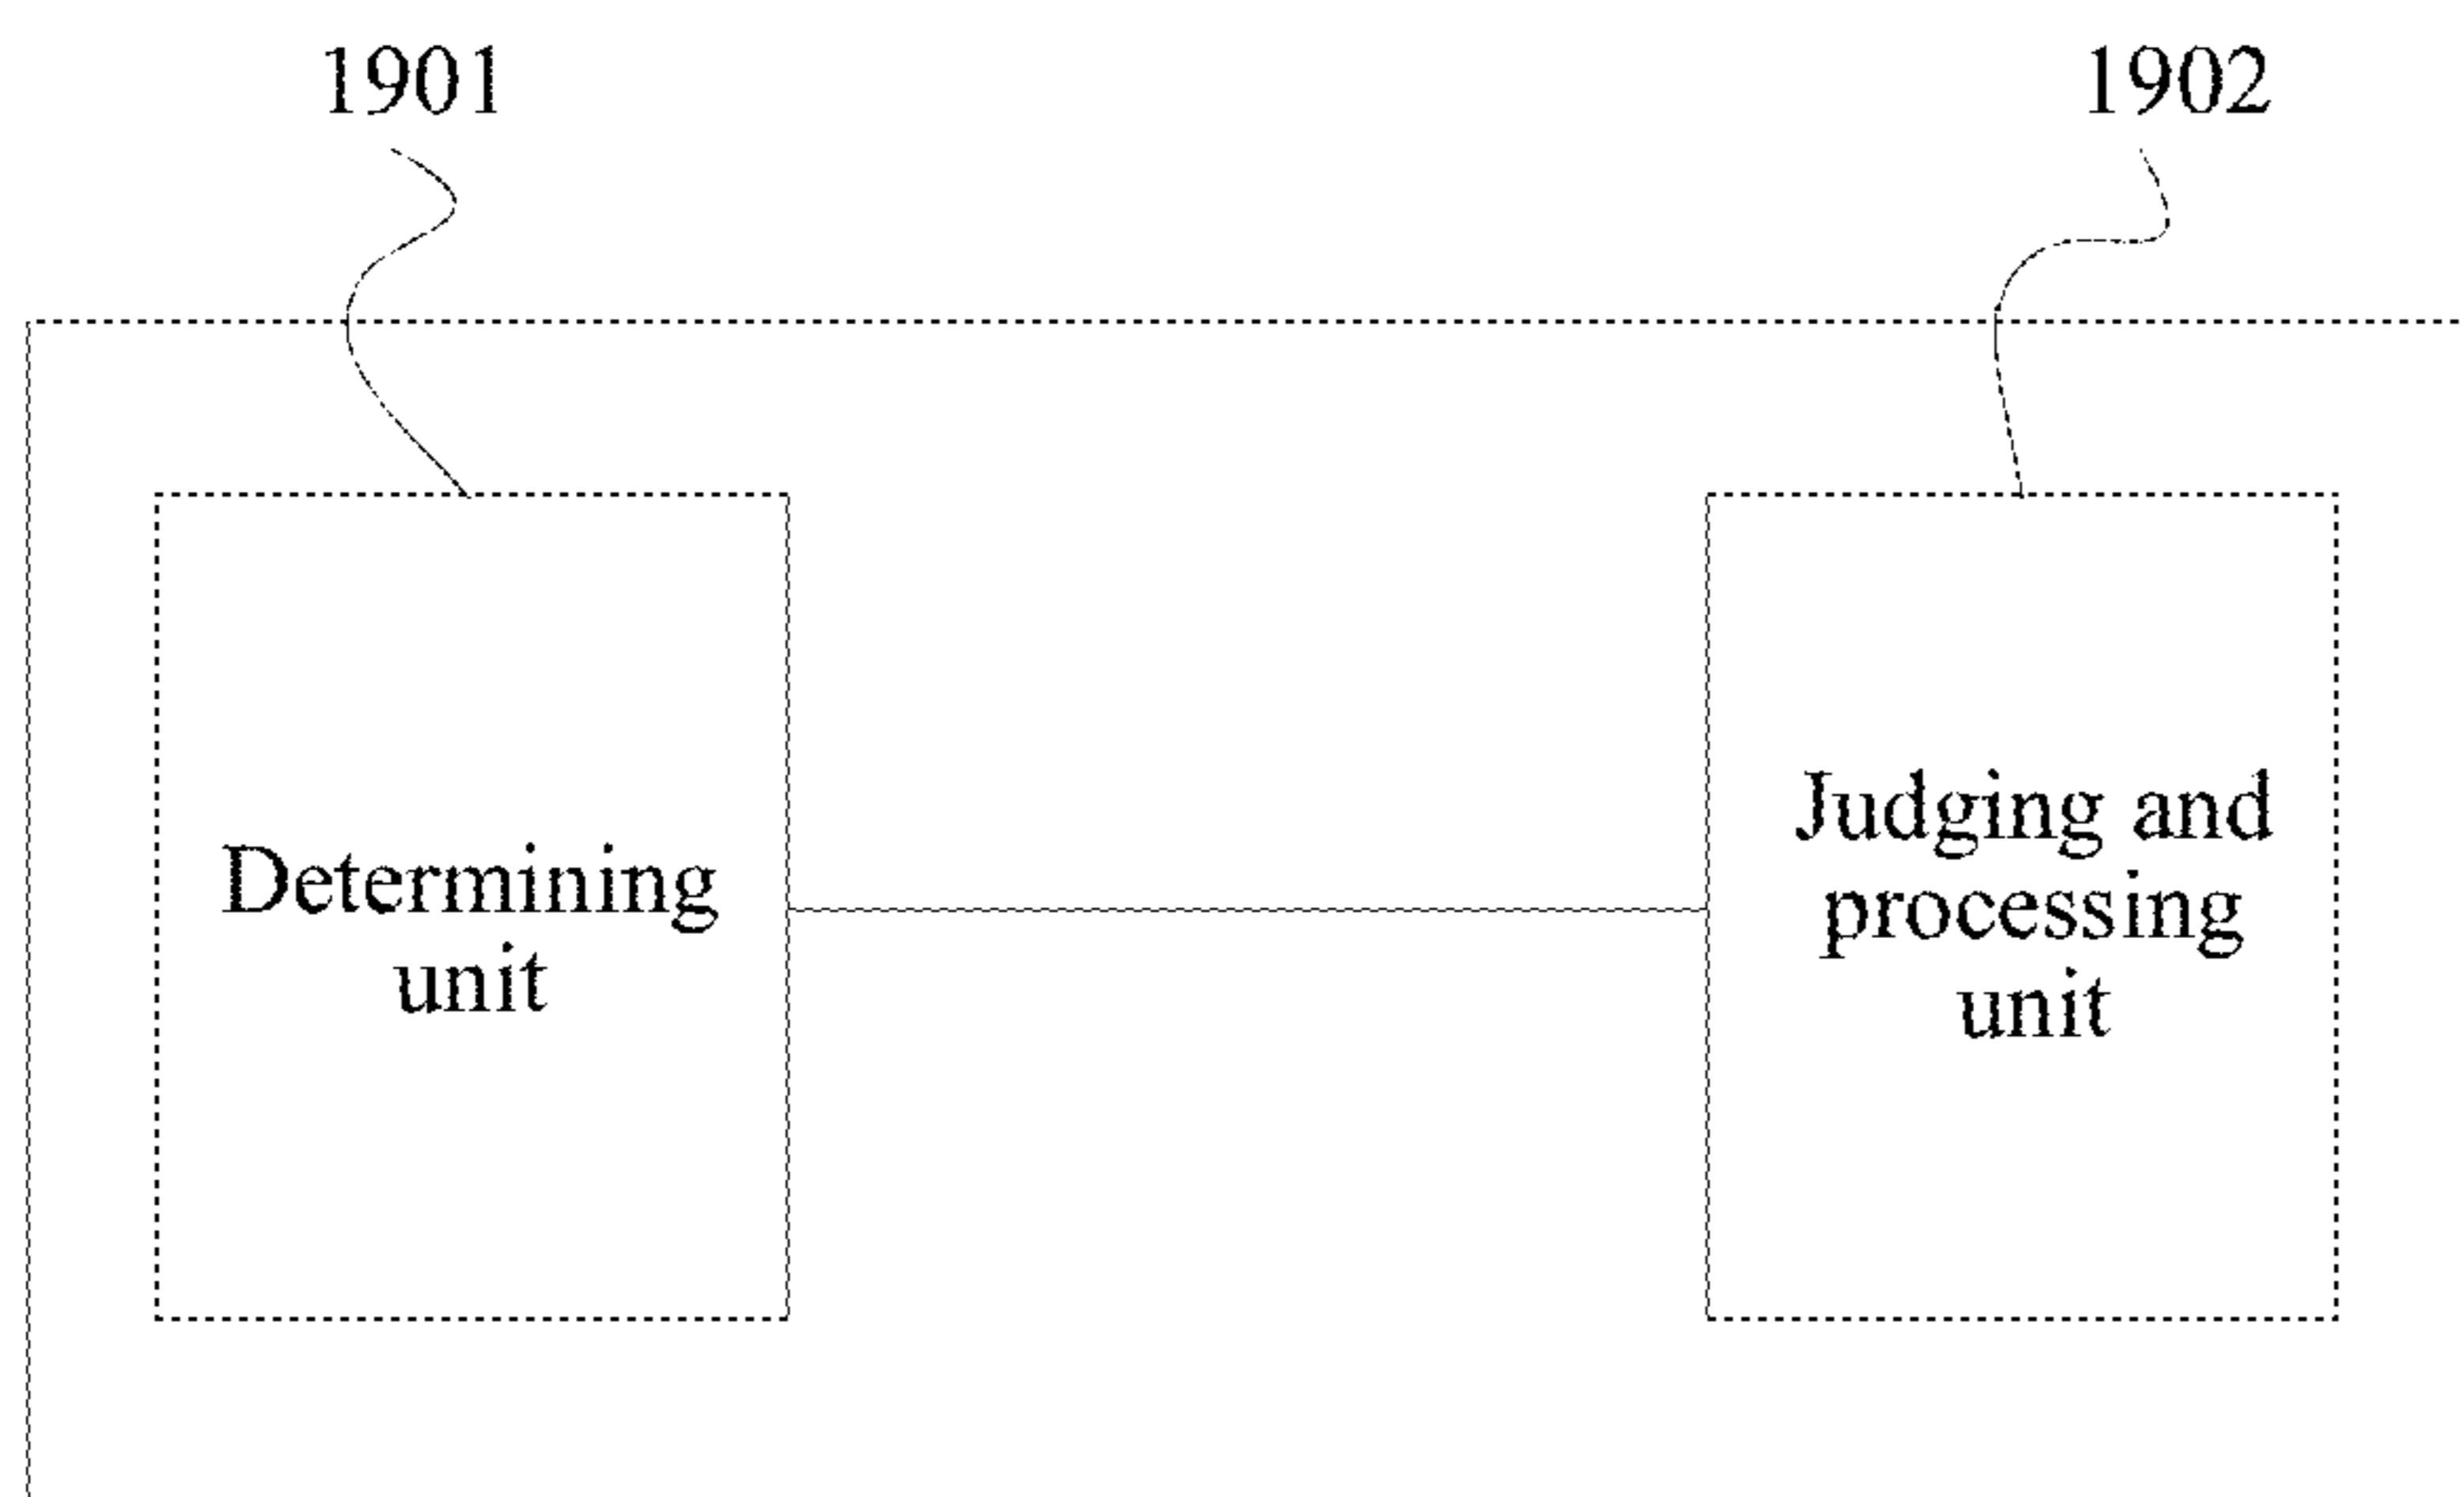 1901
1902
Determining
unit
Judging and
processing
unit